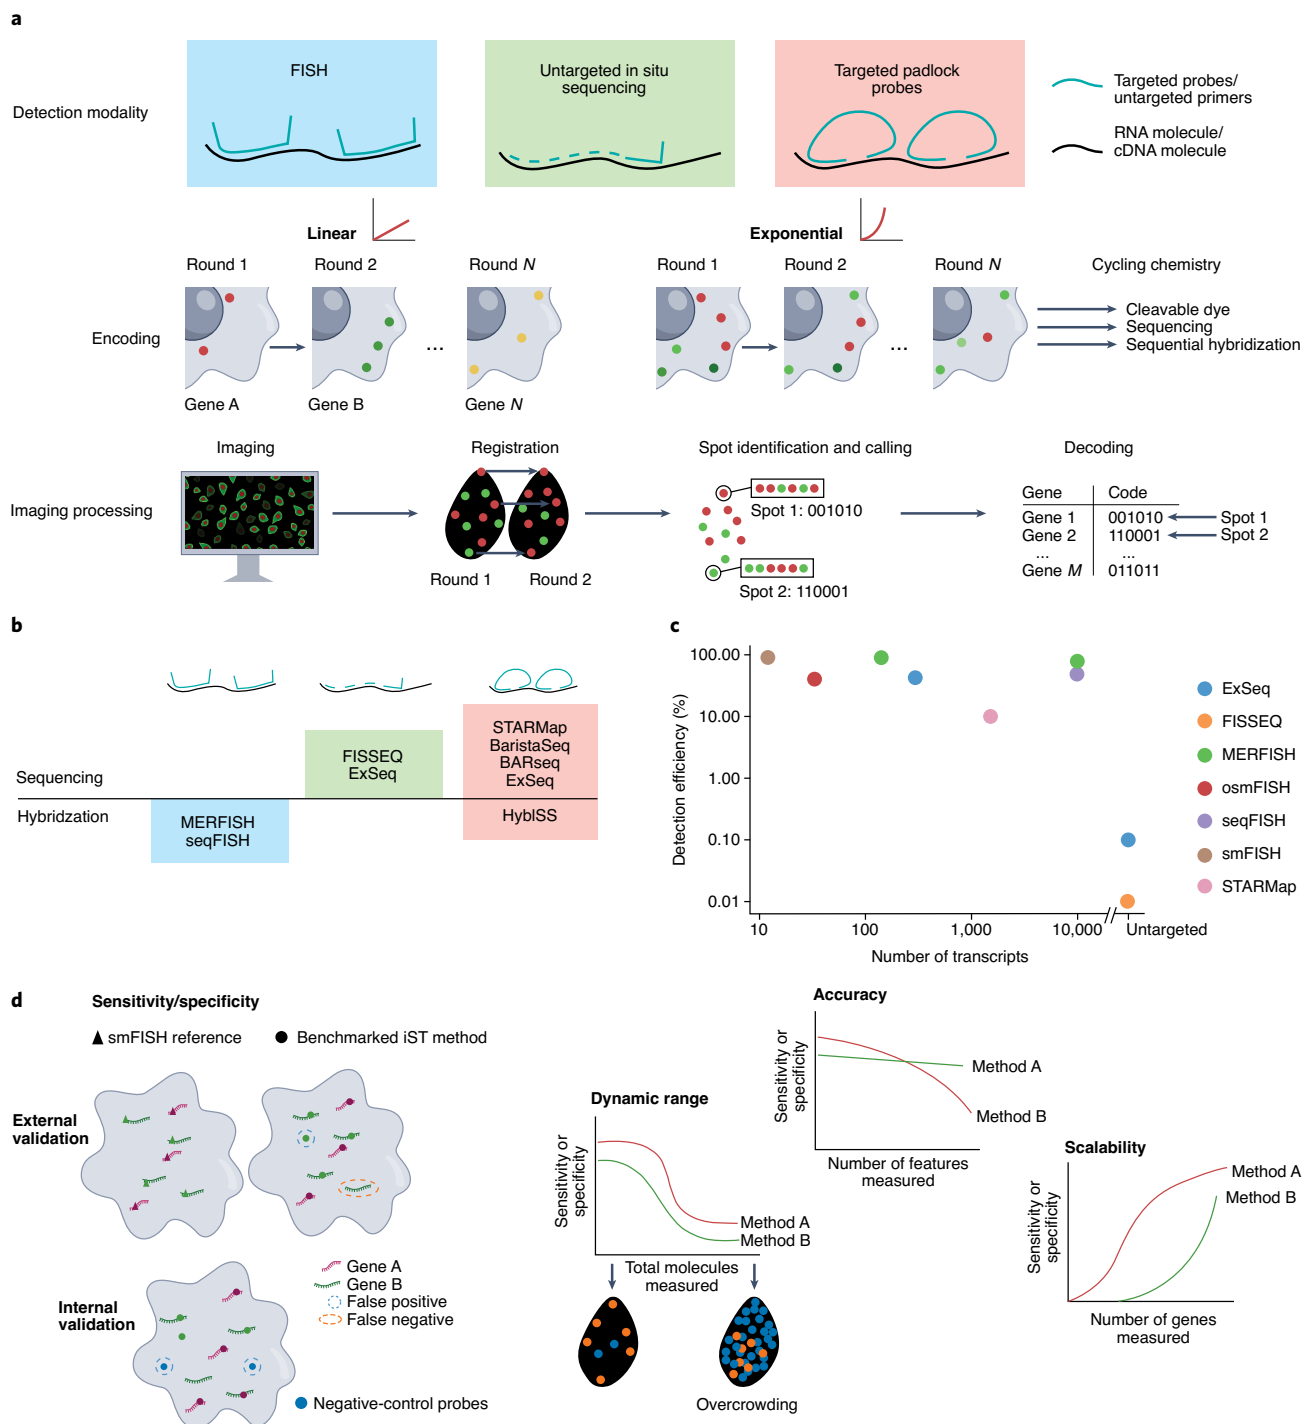 a
FISH
Untargeted in situ
sequencing
Targeted padlock
probes
Detection modality
Targeted probes/
untargeted primers
RNA molecule/
cDNA molecule
Linear
Exponential
Round 1
Round 2
Round N
Round 1
Round 2
Round N
Cycling chemistry
Encoding
...
...
Cleavable dye
Sequencing
Sequential hybridization
Gene A
Gene B
Gene N
Imaging
Registration
Spot identification and calling
Decoding
Imaging processing
Round 1
Round 2
Spot 1: 001010
Spot 2: 110001
Gene Code
Gene 1 001010 Spot 1
Gene 2 110001 Spot 2
... ...
Gene M 011011
b
Sequencing
Hybridzation
FISSEQ
ExSeq
STARMap
BaristaSeq
BARseq
ExSeq
MERFISH
seqFISH
HybISS
c
Detection efficiency (%)
100.00
10.00
1.00
0.10
0.01
10
100
1,000
10,000
Untargeted
Number of transcripts
ExSeq
FISSEQ
MERFISH
osmFISH
seqFISH
smFISH
STARMap
d
Sensitivity/specificity
smFISH reference
Benchmarked iST method
External
validation
Gene A
Gene B
False positive
False negative
Internal
validation
Negative-control probes
Dynamic range
Sensitivity or
specificity
Method A
Method B
Total molecules
measured
Overcrowding
Accuracy
Sensitivity or
specificity
Method A
Method B
Number of features
measured
Scalability
Sensitivity or
specificity
Method A
Method B
Number of genes
measured